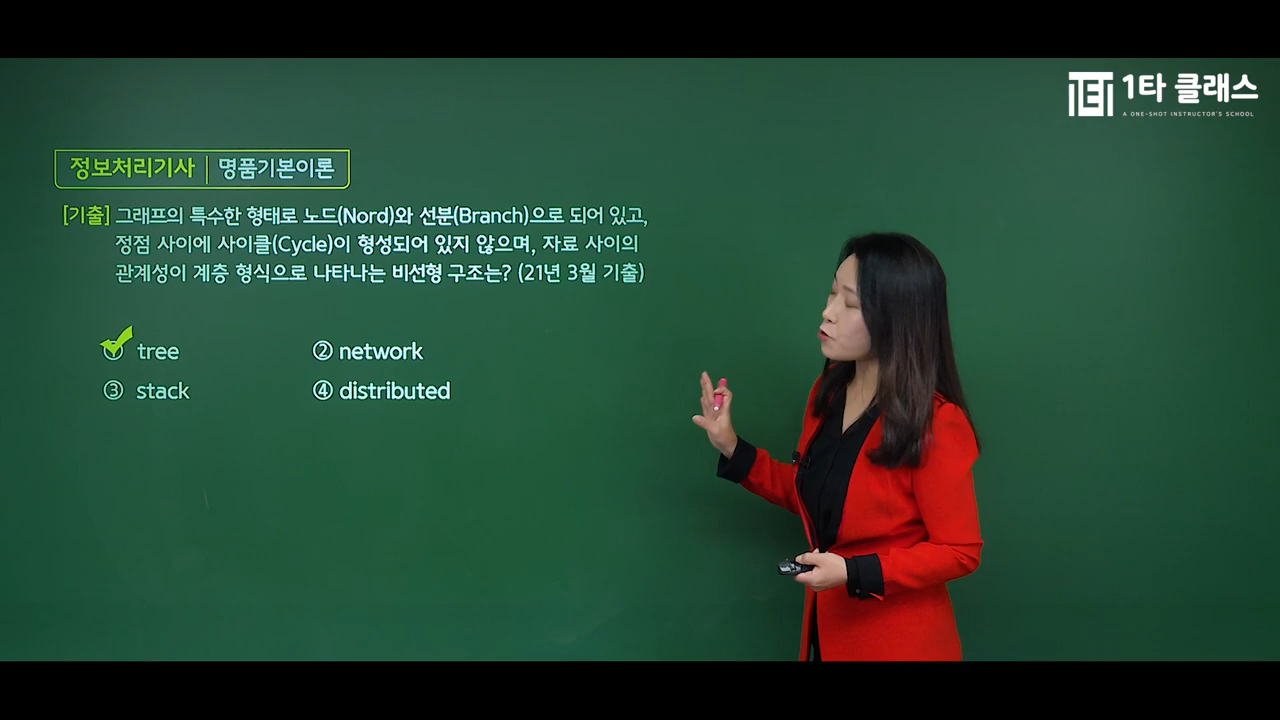 1타 클래스
A ONE-SHOT INSTRUCTOR'S SCHOOL
정보처리기사 | 명품기본이론
[기출] 그래프의 특수한 형태로 노드(Nord)와 선분(Branch)으로 되어 있고,
정점 사이에 사이클(Cycle)이 형성되어 있지 않으며, 자료 사이의
관계성이 계층 형식으로 나타나는 비선형 구조는? (21년 3월 기출)
① tree ② network
③ stack ④ distributed